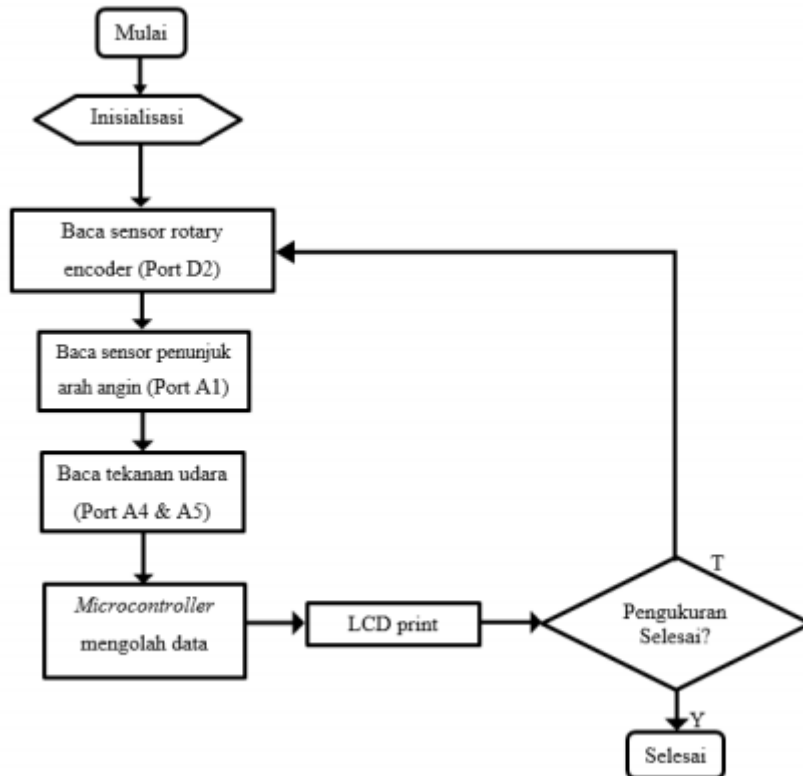 Mulai
Inisialisasi
Baca sensor rotary
encoder (Port D2)
Baca sensor penunjuk
arah angin (Port A1)
Baca tekanan udara
(Port A4 & A5)
Microcontroller
mengolah data
LCD print
T
Pengukuran
Selesai?
Y
Selesai